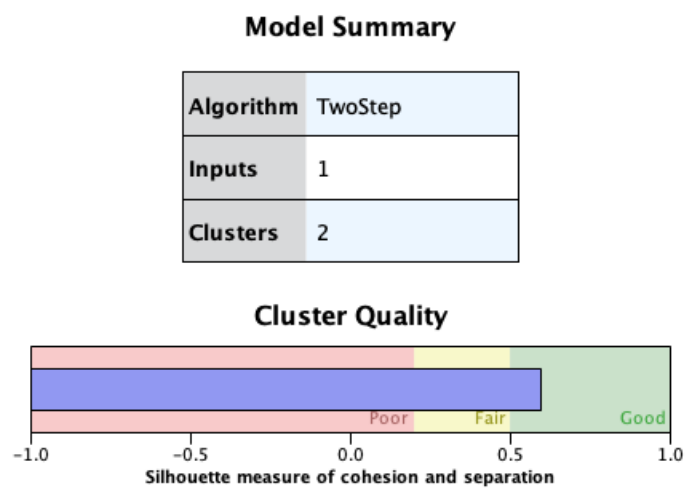 Model Summary
Algorithm TwoStep
Inputs 1
Clusters 2
Cluster Quality
Poor Fair Good
-1.0 -0.5 0.0 0.5 1.0
Silhouette measure of cohesion and separation